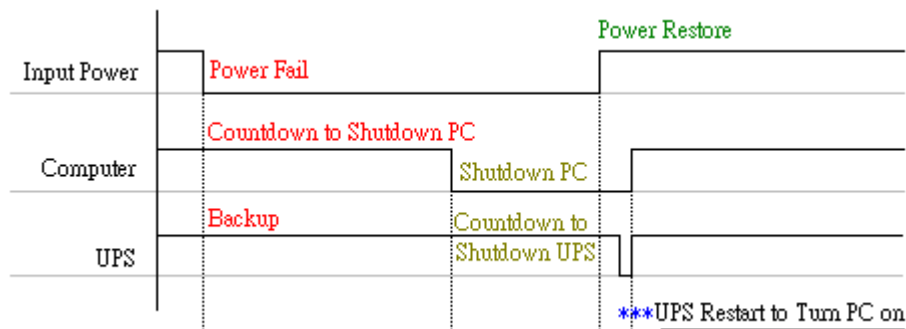 Power Restore
Input Power
Power Fail
Countdown to Shutdown PC
Computer
Shutdown PC
Backup
Countdown to
Shutdown UPS
UPS
***UPS Restart to Turn PC on